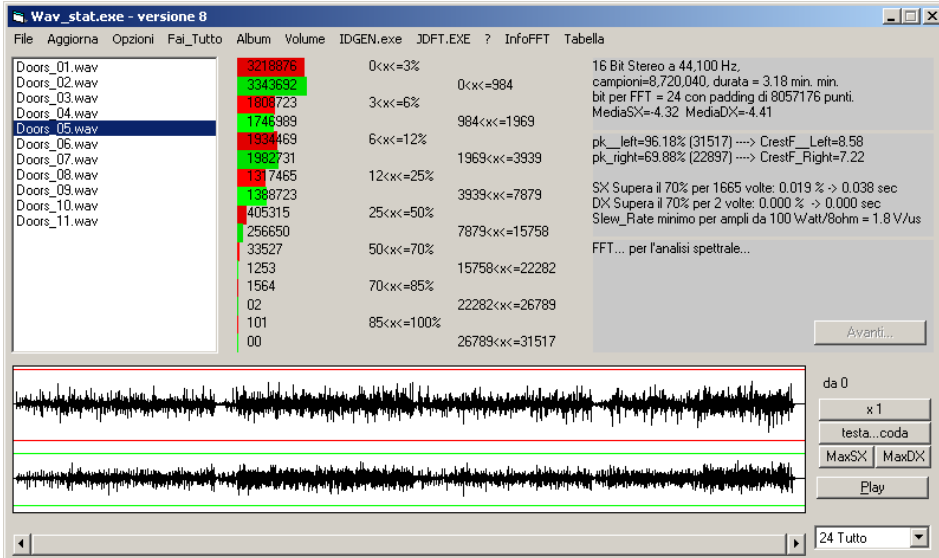 Wav_stat.exe - versione 8
File Aggiorna Opzioni Fai_Tutto Album Volume IDGEN.exe JDFT.EXE ? InfoFFT Tabella
Doors_01.wav
Doors_02.wav
Doors_03.wav
Doors_04.wav
Doors_05.wav
Doors_06.wav
Doors_07.wav
Doors_08.wav
Doors_09.wav
Doors_10.wav
Doors_11.wav
3218876 0<x<=3%
3343692 0<x<=984
1808723 3<x<=6%
1746989 984<x<=1969
1934469 6<x<=12%
1982731 1969<x<=3939
1317465 12<x<=25%
1388723 3939<x<=7879
405315 25<x<=50%
256650 7879<x<=15758
33527 50<x<=70%
1253 15758<x<=22282
1564 70<x<=85%
02 22282<x<=26789
101 85<x<=100%
00 26789<x<=31517
16 Bit Stereo a 44,100 Hz,
campioni=8,720,040, durata = 3.18 min. min.
bit per FFT = 24 con padding di 8057176 punti.
MediaSX=-4.32 MediaDX=-4.41
pk__left=96.18% (31517) ----> CrestF__Left=8.58
pk_right=69.88% (22897) ----> CrestF_Right=7.22
SX Supera il 70% per 1665 volte: 0.019 % -> 0.038 sec
DX Supera il 70% per 2 volte: 0.000 % -> 0.000 sec
Slew_Rate minimo per ampli da 100 Watt/8ohm = 1.8 V/us
FFT... per l'analisi spettrale...
Avanti...
da 0
x 1
testa...coda
MaxSX MaxDX
Play
24 Tutto